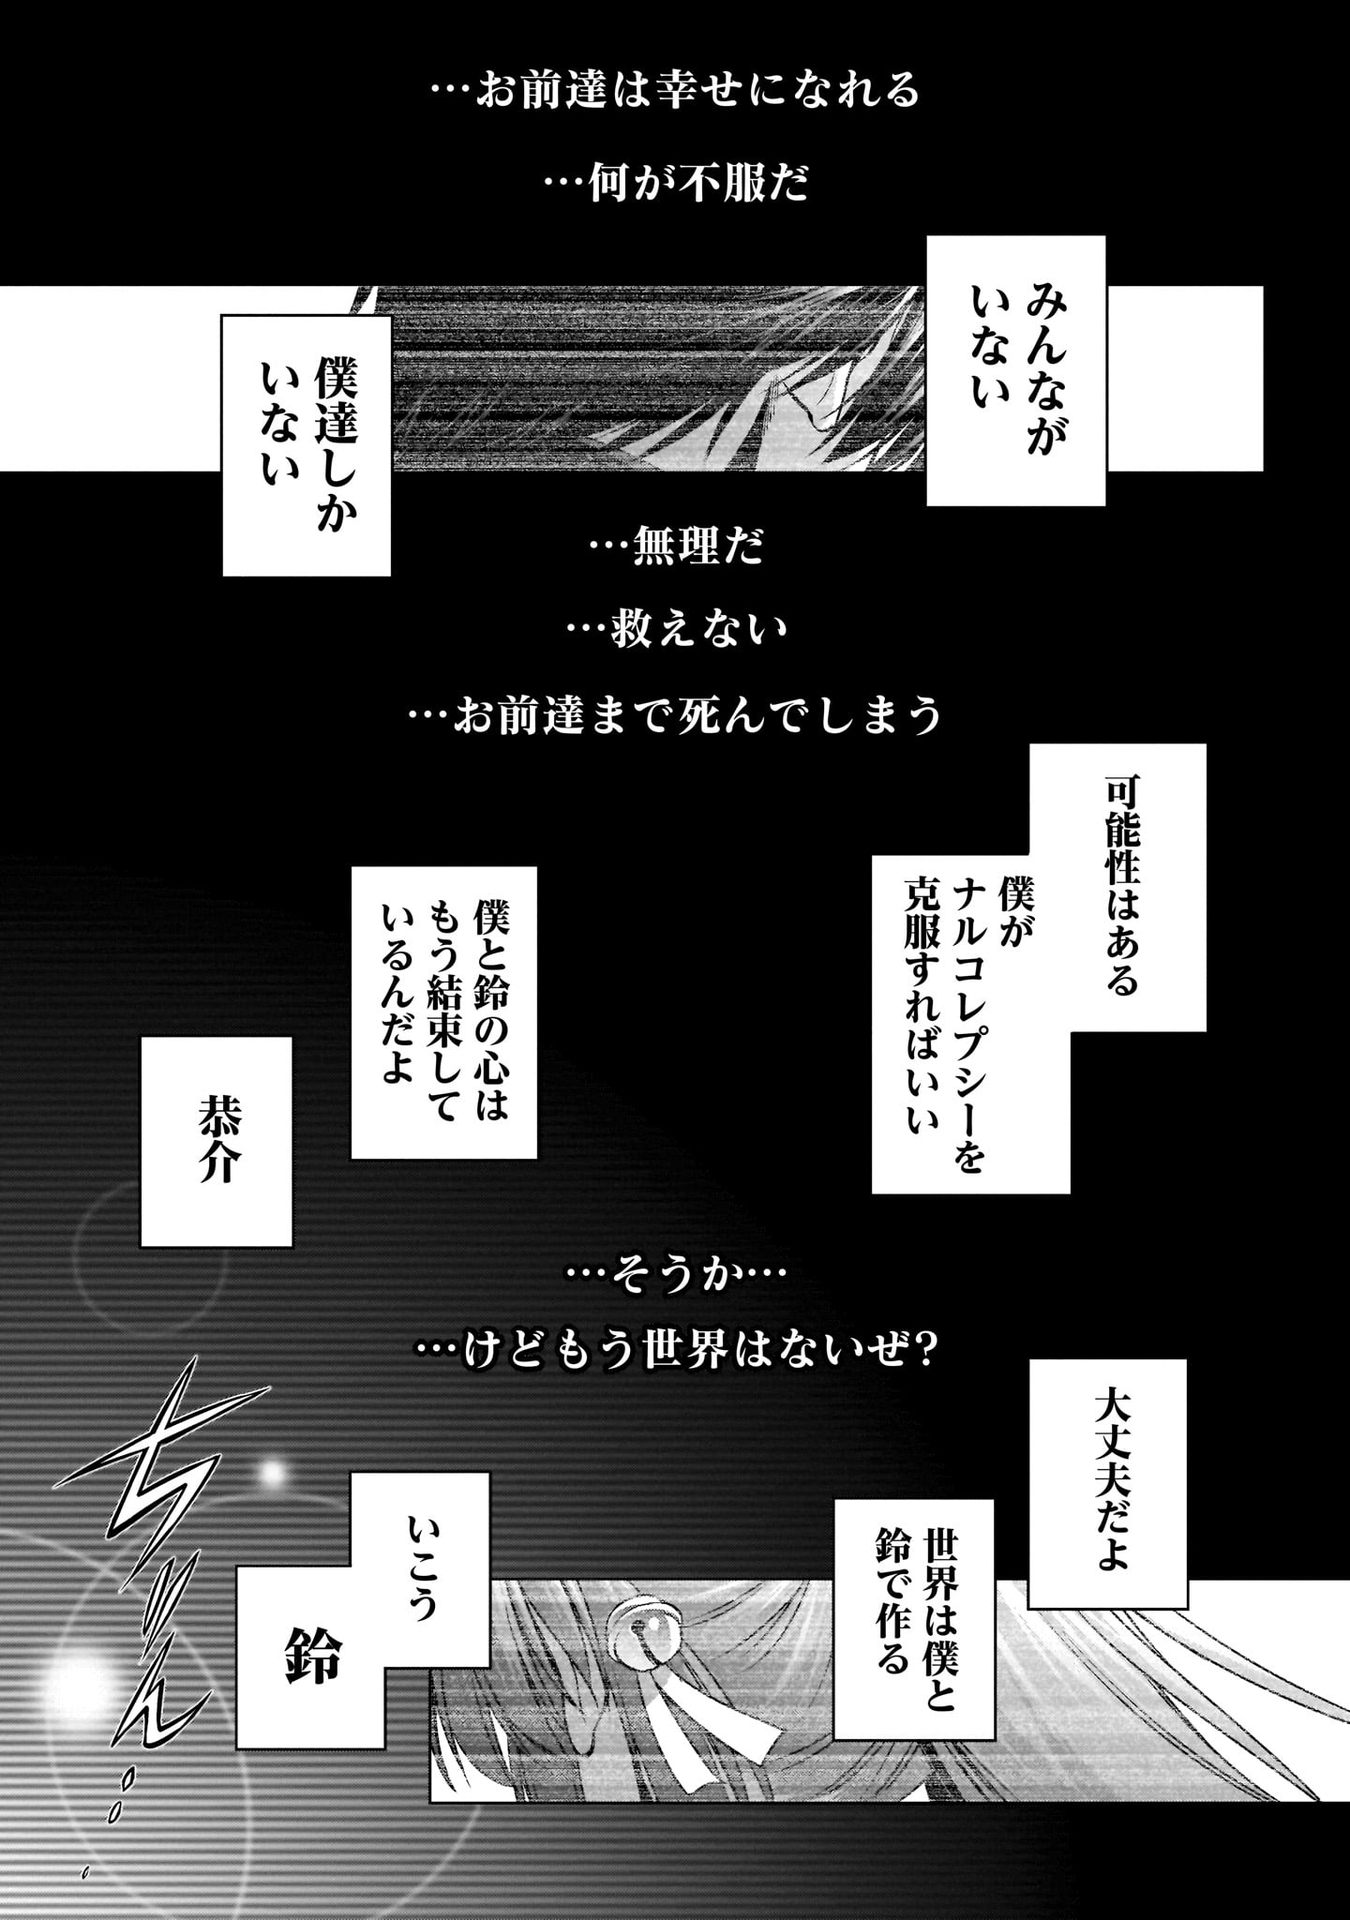 …お前達は幸せになれる
…何が不服だ
みんなが
いない
僕達しか
いない
…無理だ
…救えない
…お前達まで死んでしまう
可能性はある
僕が
ナルコレプシーを
克服すればいい
僕と鈴の心は
もう結束して
いるんだよ
恭介
…そうか…
…けどもう世界はないぜ?
大丈夫だよ
世界は僕と
鈴で作る
いこう
鈴
ちりん…